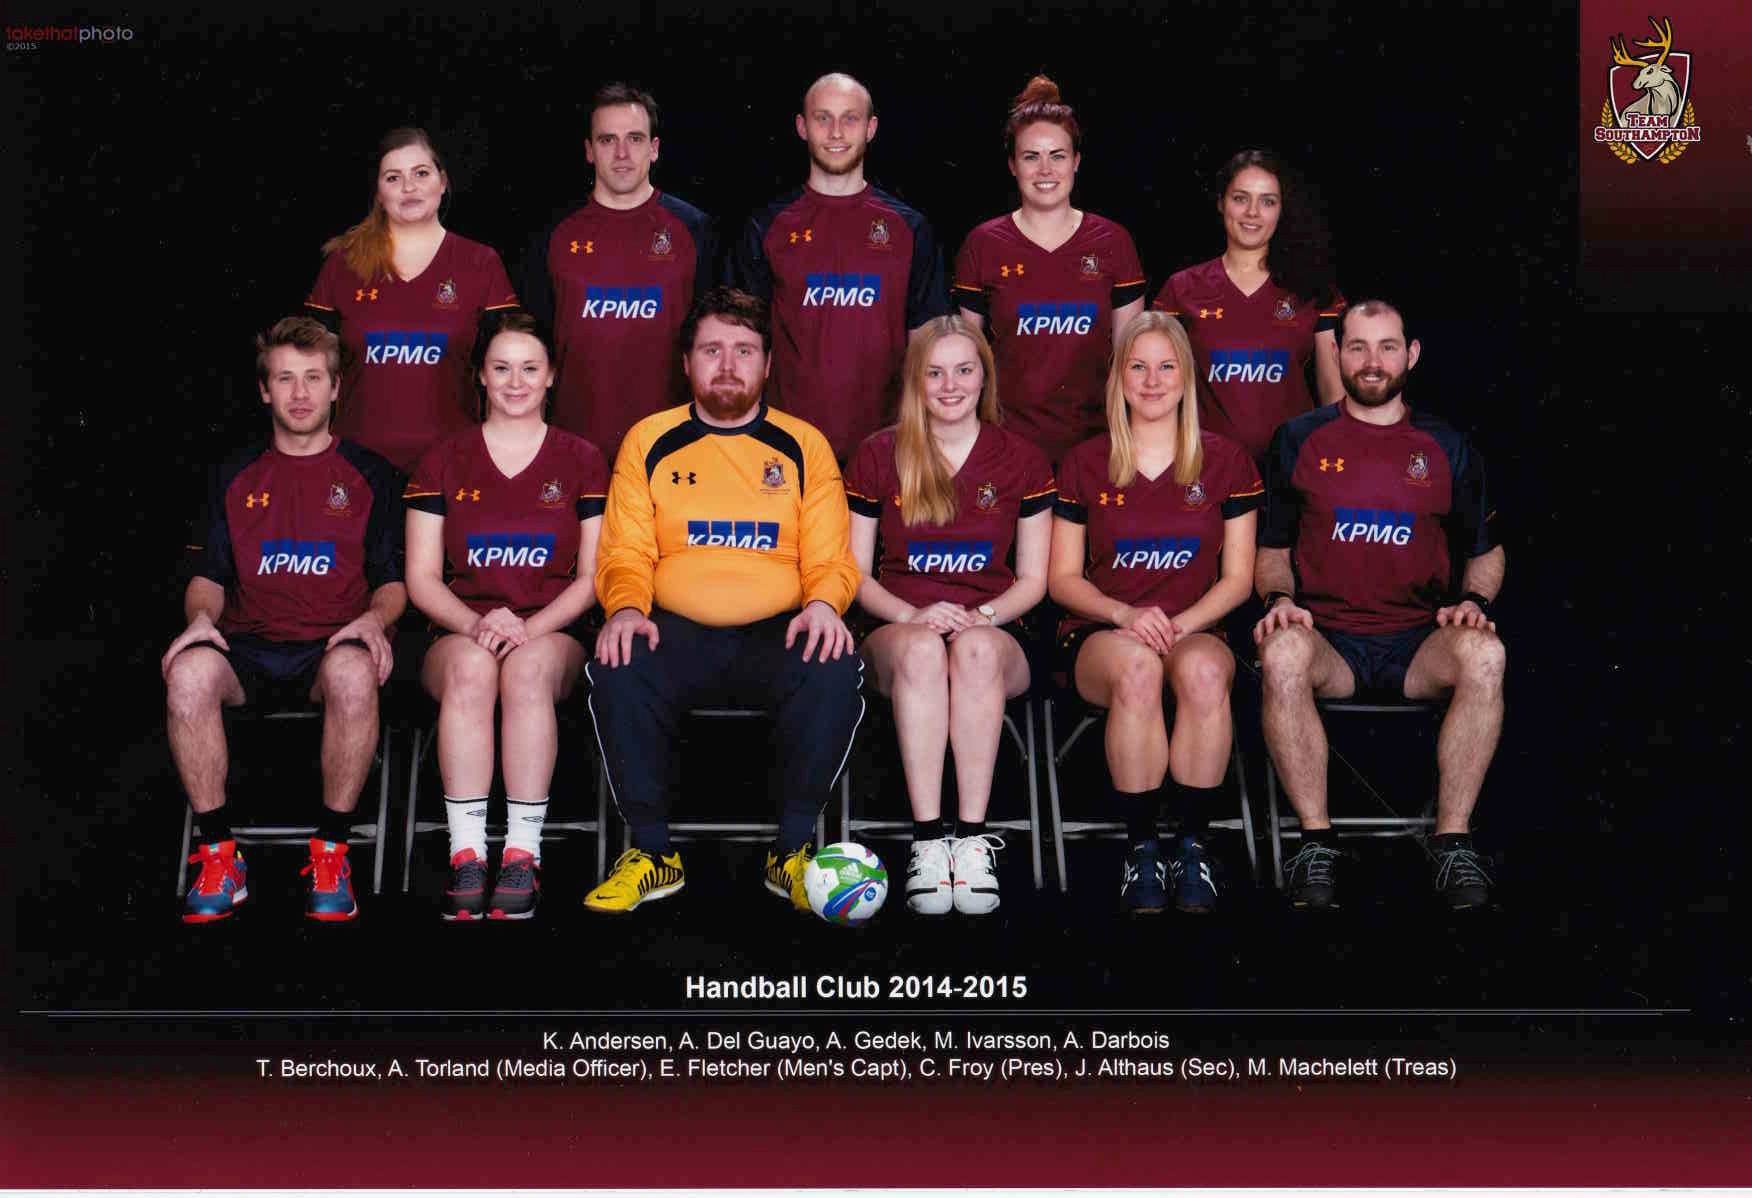 takethatphoto
©2015
TEAM
SOUTHAMPTON
KPMG
KPMG
KPMG
KPMG
KPMG
KPMG
KPMG
KPMG
KPMG
KPMG
KPMG
Handball Club 2014-2015
K. Andersen, A. Del Guayo, A. Gedek, M. Ivarsson, A. Darbois
T. Berchoux, A. Torland (Media Officer), E. Fletcher (Men's Capt), C. Froy (Pres), J. Althaus (Sec), M. Machelett (Treas)